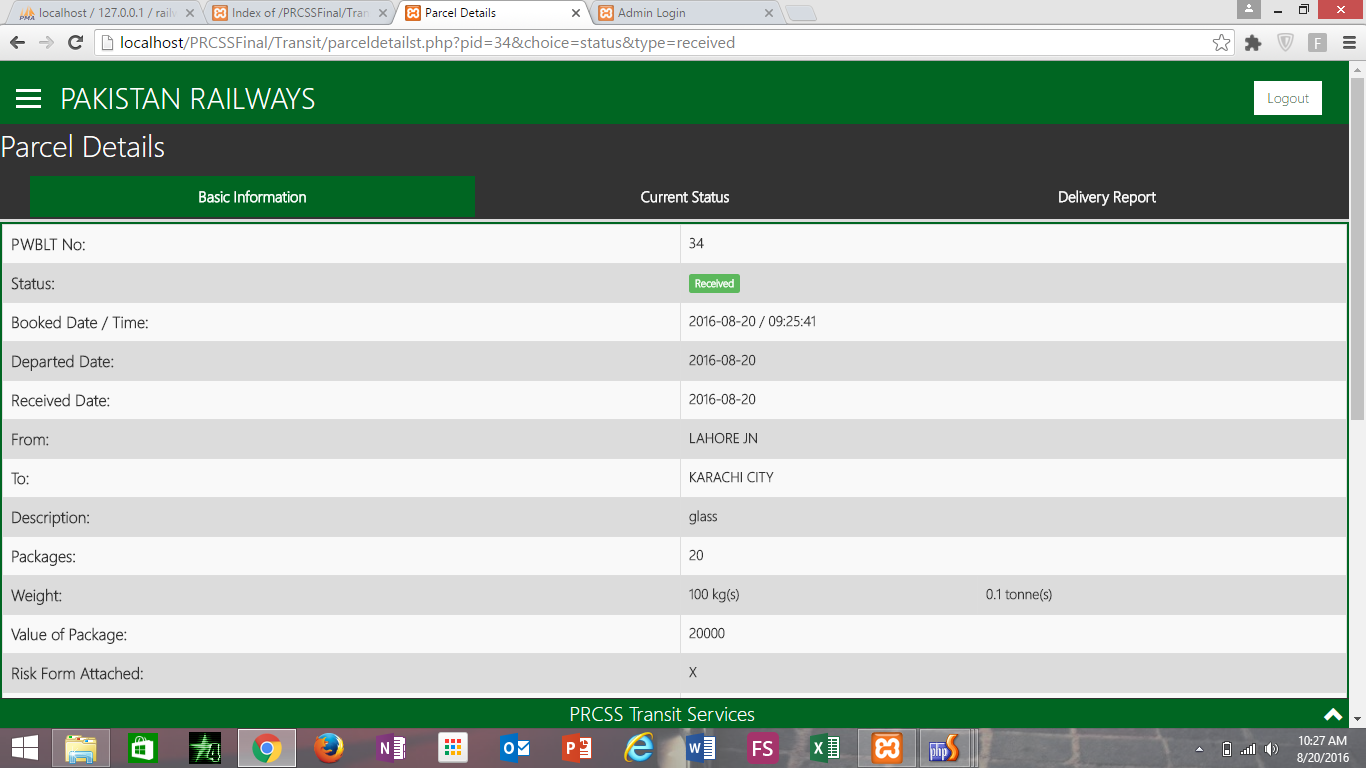 localhost / 127.0.0.1 / railw
Index of /PRCSSFinal/Tran
Parcel Details
Admin Login
localhost/PRCSSFinal/Transit/parceldetailst.php?pid=34&choice=status&type=received
PAKISTAN RAILWAYS
Logout
Parcel Details
Basic Information
Current Status
Delivery Report
PWBLT No: 34
Status: Received
Booked Date / Time: 2016-08-20 / 09:25:41
Departed Date: 2016-08-20
Received Date: 2016-08-20
From: LAHORE JN
To: KARACHI CITY
Description: glass
Packages: 20
Weight: 100 kg(s) 0.1 tonne(s)
Value of Package: 20000
Risk Form Attached: X
PRCSS Transit Services
10:27 AM
8/20/2016